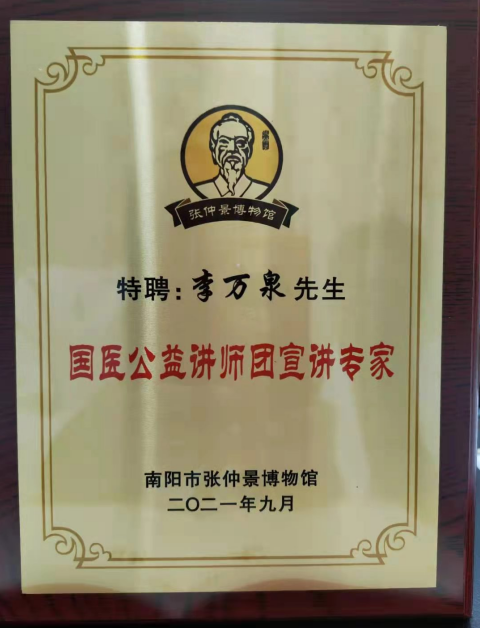 张仲景博物馆
特聘：李万泉先生
国医公益讲师团宣讲专家
南阳市张仲景博物馆
二〇二一年九月